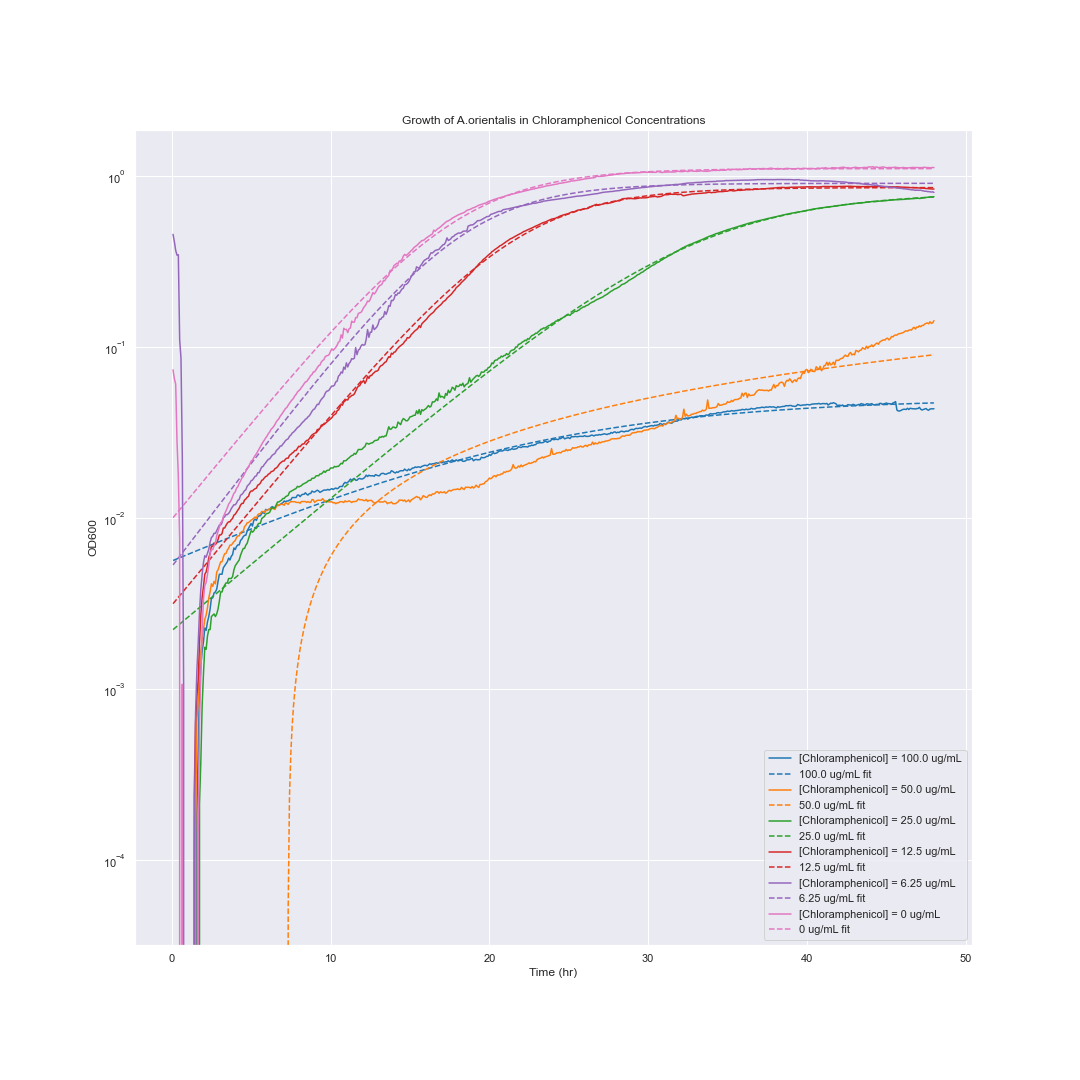 Growth of A.orientalis in Chloramphenicol Concentrations
OD600
10⁰
10⁻¹
10⁻²
10⁻³
10⁻⁴
0 10 20 30 40 50
Time (hr)
[Chloramphenicol] = 100.0 ug/mL
100.0 ug/mL fit
[Chloramphenicol] = 50.0 ug/mL
50.0 ug/mL fit
[Chloramphenicol] = 25.0 ug/mL
25.0 ug/mL fit
[Chloramphenicol] = 12.5 ug/mL
12.5 ug/mL fit
[Chloramphenicol] = 6.25 ug/mL
6.25 ug/mL fit
[Chloramphenicol] = 0 ug/mL
0 ug/mL fit